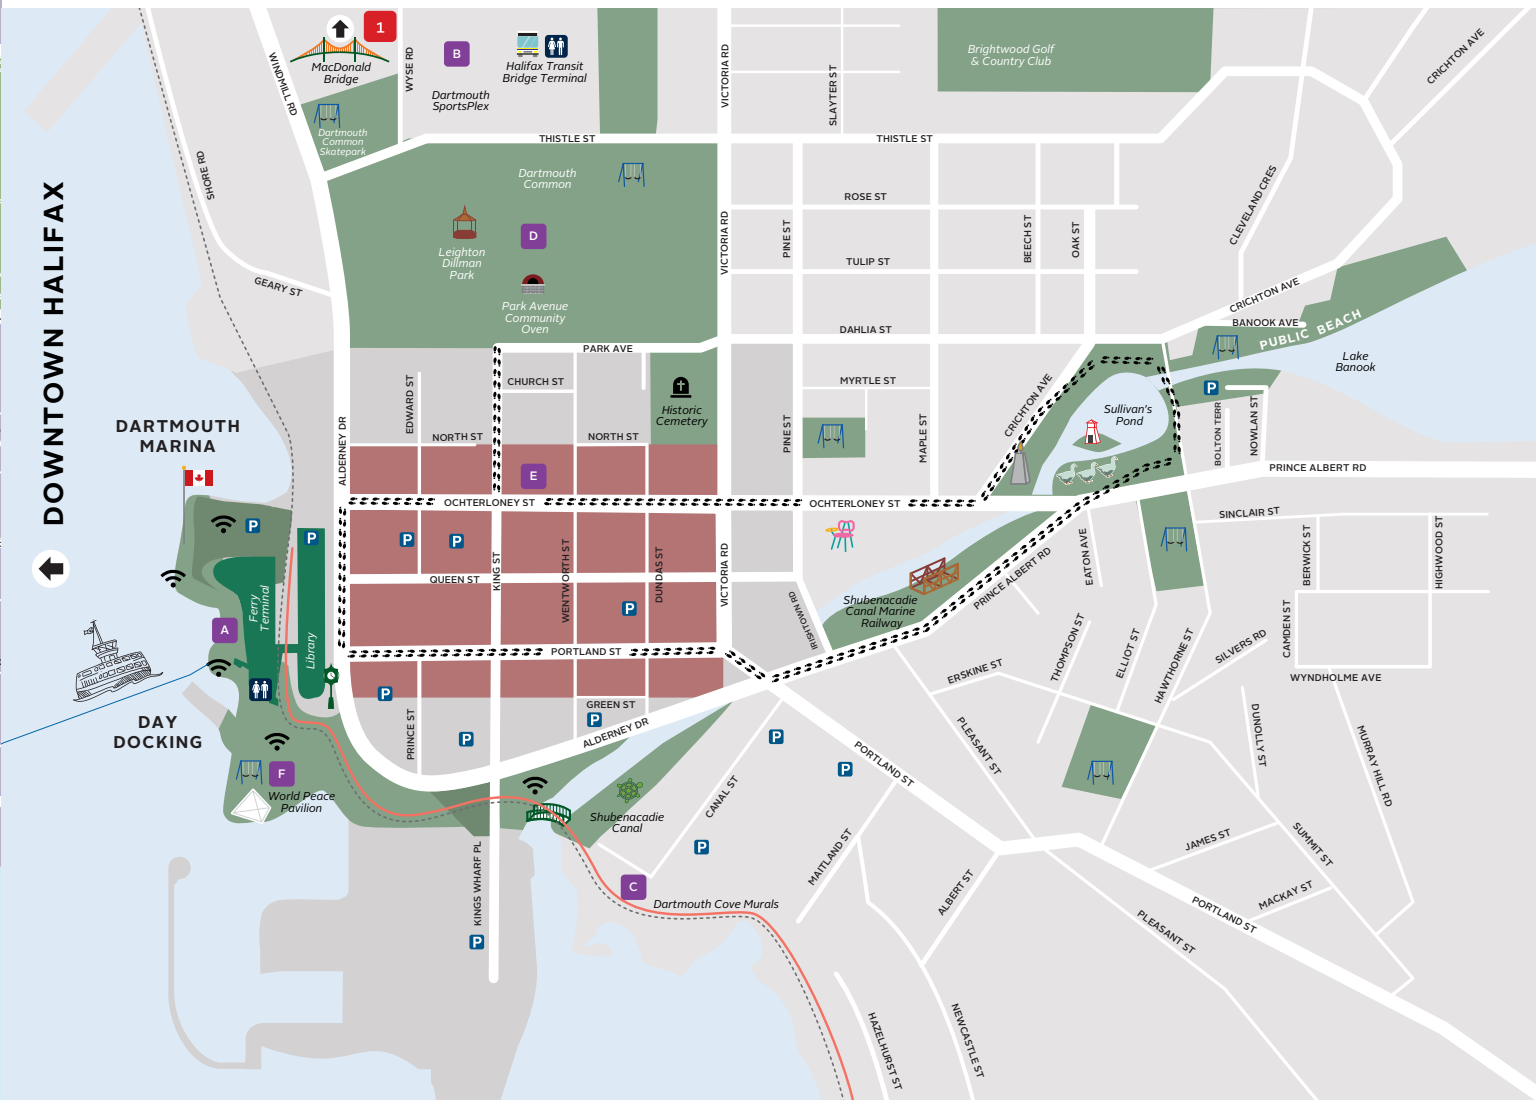 1
MacDonald
Bridge
WINDMILL RD
WYSE RD
B
Dartmouth
SportsPlex
Halifax Transit
Bridge Terminal
VICTORIA RD
SLAYTER ST
Brightwood Golf
& Country Club
CRICHTON AVE
Dartmouth
Common
Skatepark
THISTLE ST
THISTLE ST
SHORE RD
Dartmouth
Common
ROSE ST
CLEVELAND CRES
DOWNTOWN HALIFAX
Leighton
Dillman
Park
D
VICTORIA RD
PINE ST
BEECH ST
OAK ST
TULIP ST
GEARY ST
Park Avenue
Community
Oven
CRICHTON AVE
BANOOK AVE
PUBLIC BEACH
DAHLIA ST
PARK AVE
Lake
Banook
EDWARD ST
CHURCH ST
MYRTLE ST
P
CRICHTON AVE
Historic
Cemetery
Sullivan's
Pond
DARTMOUTH
MARINA
ALDERNEY DR
NORTH ST
NORTH ST
PINE ST
MAPLE ST
BOLTON TERR
NOWLAN ST
PRINCE ALBERT RD
E
OCHTERLONEY ST
OCHTERLONEY ST
SINCLAIR ST
P
P
P
P
KING ST
WENTWORTH ST
DUNDAS ST
VICTORIA RD
EATON AVE
BERWICK ST
HIGHWOOD ST
PRINCE ALBERT RD
QUEEN ST
Ferry
Terminal
P
IRISHTOWN RD
Shubenacadie
Canal Marine
Railway
A
Library
THOMPSON ST
ELLIOT ST
HAWTHORNE ST
SILVERS RD
CAMDEN ST
PORTLAND ST
ERSKINE ST
WYNDHOLME AVE
P
GREEN ST
P
PRINCE ST
P
ALDERNEY DR
P
P
PORTLAND ST
PLEASANT ST
DUNOLLY ST
MURRAY HILL RD
DAY
DOCKING
F
World Peace
Pavilion
Shubenacadie
Canal
CANAL ST
P
MAITLAND ST
JAMES ST
SUMMIT ST
KINGS WHARF PL
C
Dartmouth Cove Murals
ALBERT ST
MACKAY ST
PORTLAND ST
PLEASANT ST
P
HAZELHURST ST
NEWCASTLE ST